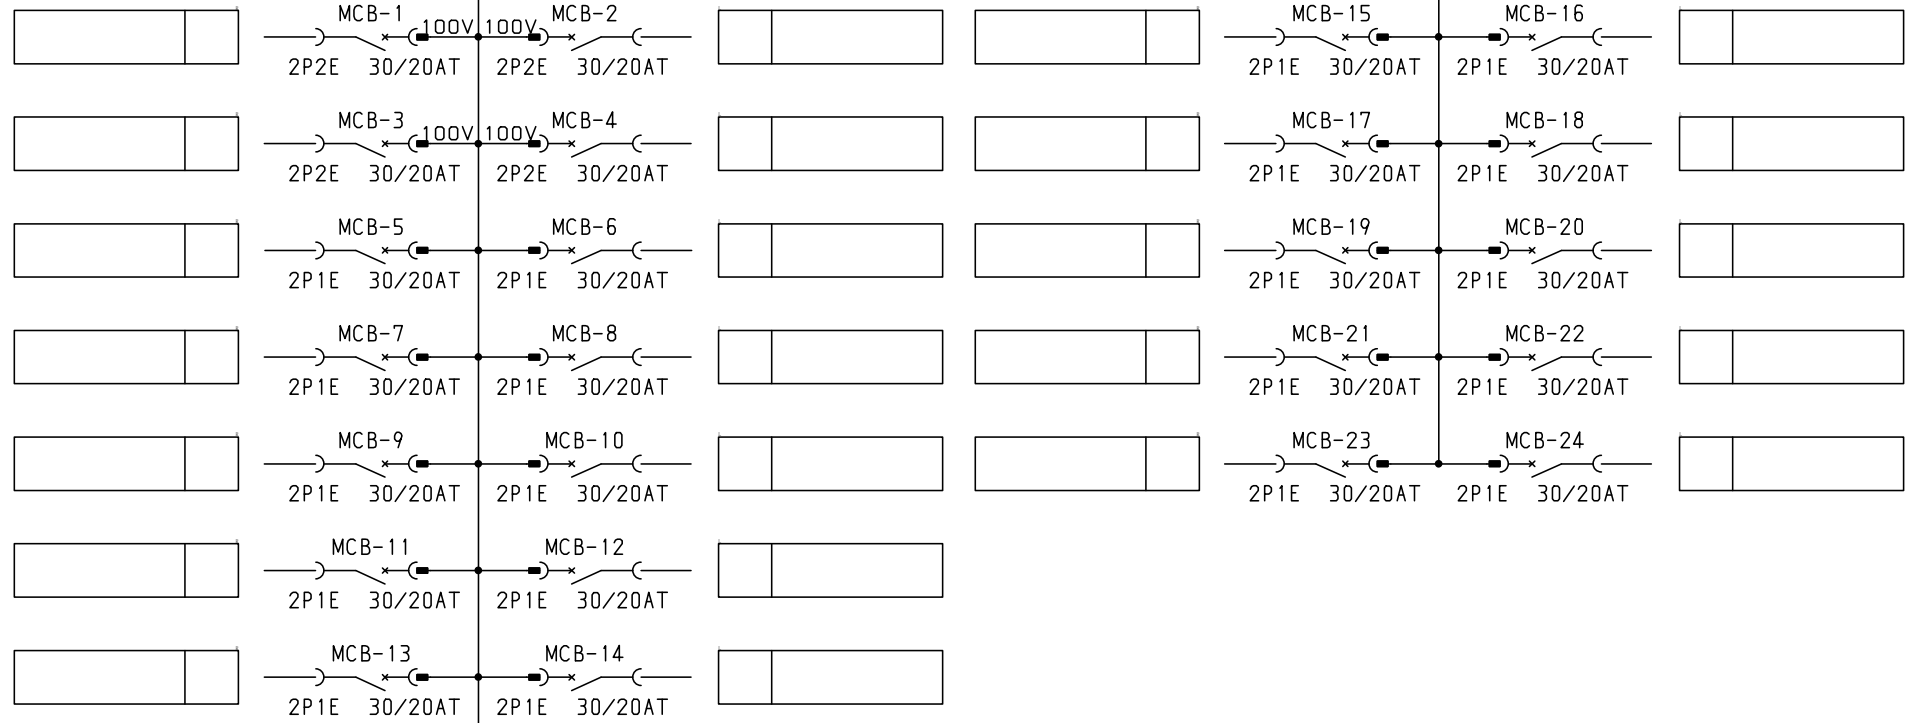 MCB-1 MCB-2 MCB-15 MCB-16
100V 100V
2P2E 30/20AT 2P2E 30/20AT 2P1E 30/20AT 2P1E 30/20AT
MCB-3 MCB-4 MCB-17 MCB-18
100V 100V
2P2E 30/20AT 2P2E 30/20AT 2P1E 30/20AT 2P1E 30/20AT
MCB-5 MCB-6 MCB-19 MCB-20
2P1E 30/20AT 2P1E 30/20AT 2P1E 30/20AT 2P1E 30/20AT
MCB-7 MCB-8 MCB-21 MCB-22
2P1E 30/20AT 2P1E 30/20AT 2P1E 30/20AT 2P1E 30/20AT
MCB-9 MCB-10 MCB-23 MCB-24
2P1E 30/20AT 2P1E 30/20AT 2P1E 30/20AT 2P1E 30/20AT
MCB-11 MCB-12
2P1E 30/20AT 2P1E 30/20AT
MCB-13 MCB-14
2P1E 30/20AT 2P1E 30/20AT